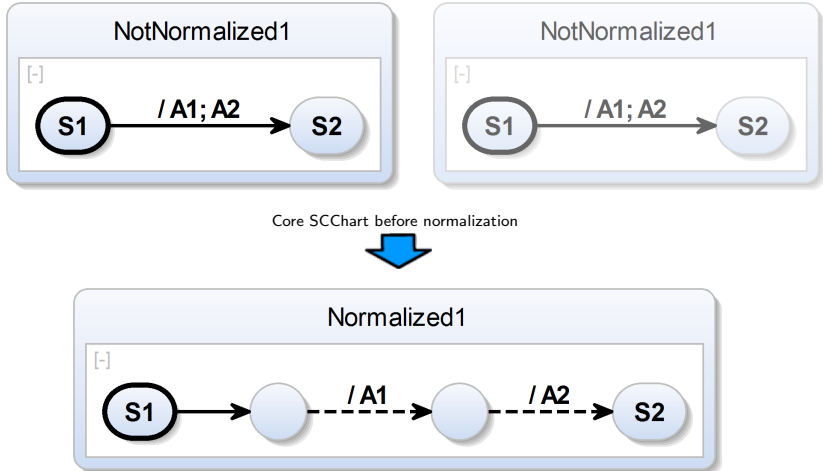 NotNormalized1
[-]
/ A1; A2
S1
S2
NotNormalized1
[-]
/ A1; A2
S1
S2
Core SCChart before normalization
Normalized1
[-]
/ A1
/ A2
S1
S2